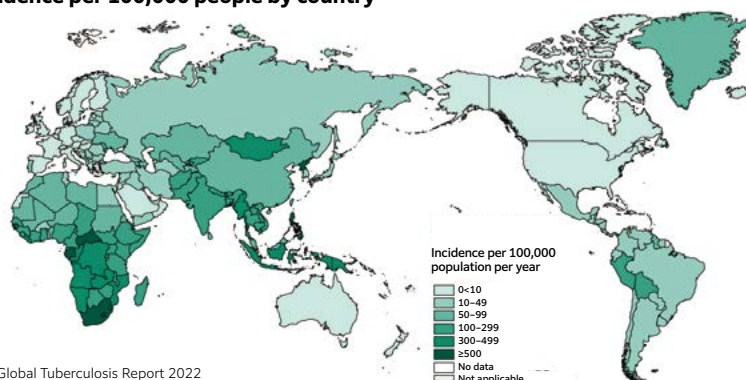 per 100,000 people by country
Incidence per 100,000
population per year
0<10
10–49
50–99
100–299
300–499
≥500
No data
Not applicable
Global Tuberculosis Report 2022